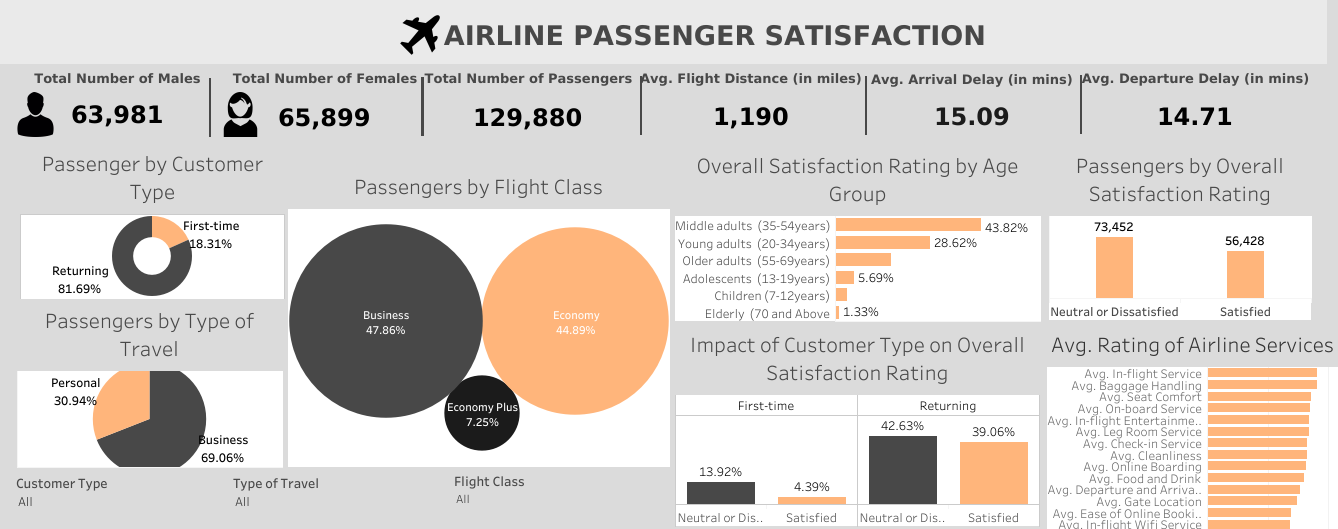 AIRLINE PASSENGER SATISFACTION
Total Number of Males
63,981
Total Number of Females
65,899
Total Number of Passengers
129,880
Avg. Flight Distance (in miles)
1,190
Avg. Arrival Delay (in mins)
15.09
Avg. Departure Delay (in mins)
14.71
Passenger by Customer
Type
First-time
18.31%
Returning
81.69%
Passengers by Type of
Travel
Personal
30.94%
Business
69.06%
Passengers by Flight Class
Business
47.86%
Economy
44.89%
Economy Plus
7.25%
Overall Satisfaction Rating by Age
Group
Middle adults (35-54years) 43.82%
Young adults (20-34years) 28.62%
Older adults (55-69years)
Adolescents (13-19years) 5.69%
Children (7-12years)
Elderly (70 and Above 1.33%
Passengers by Overall
Satisfaction Rating
73,452
56,428
Neutral or Dissatisfied Satisfied
Impact of Customer Type on Overall
Satisfaction Rating
First-time Returning
13.92% 4.39% 42.63% 39.06%
Neutral or Dis.. Satisfied Neutral or Dis.. Satisfied
Avg. Rating of Airline Services
Avg. In-flight Service
Avg. Baggage Handling
Avg. Seat Comfort
Avg. On-board Service
Avg. In-flight Entertainme..
Avg. Leg Room Service
Avg. Check-in Service
Avg. Cleanliness
Avg. Online Boarding
Avg. Food and Drink
Avg. Departure and Arriva..
Avg. Gate Location
Avg. Ease of Online Booki..
Avg. In-flight Wifi Service
Customer Type
All
Type of Travel
All
Flight Class
All